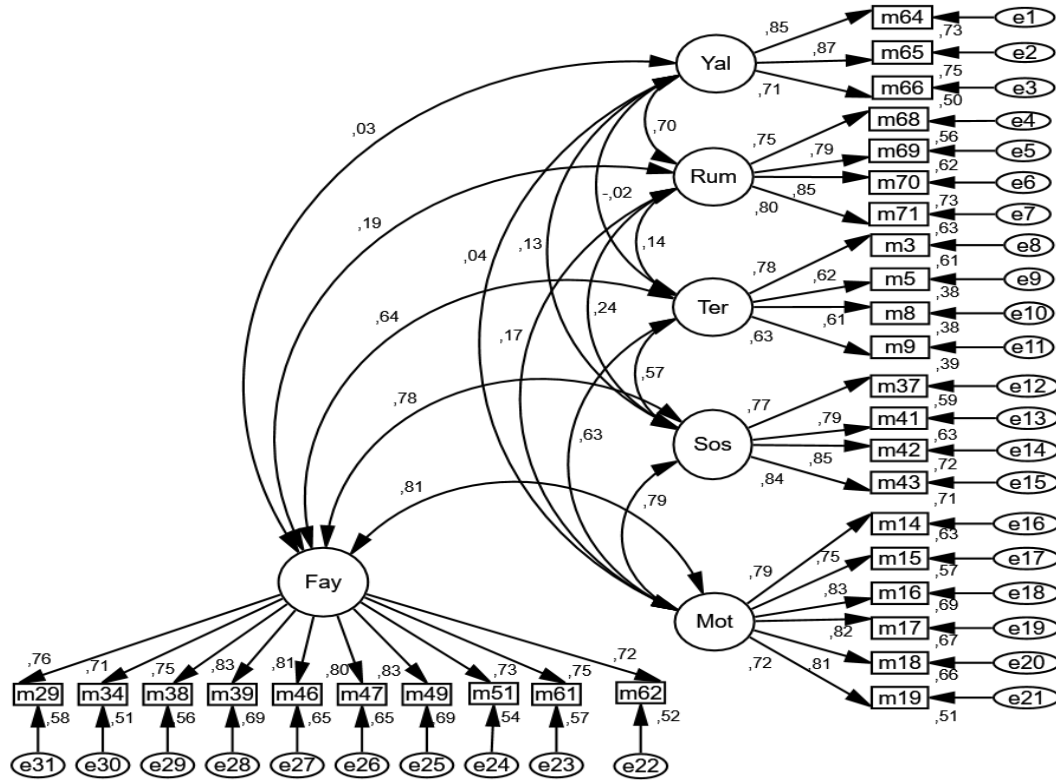 ,85 m64 ,73 e1
Yal ,87 m65 ,75 e2
,71 m66 ,50 e3
,03 ,70 ,75 m68 ,56 e4
,79 m69 ,62 e5
Rum ,85 m70 ,73 e6
,80 m71 ,63 e7
-,02
,19 ,04 ,13 ,14 ,78 m3 ,61 e8
,62 m5 ,38 e9
Ter ,61 m8 ,38 e10
,64 ,17 ,24 ,63 m9 ,39 e11
,57
,78 ,63 ,77 m37 ,59 e12
,79 m41 ,63 e13
Sos ,85 m42 ,72 e14
,84 m43 ,71 e15
,81 ,79
,79 m14 ,63 e16
,75 m15 ,57 e17
Fay ,83 m16 ,69 e18
Mot ,82 m17 ,67 e19
,81 m18 ,66 e20
,72 m19 ,51 e21
,76 ,71 ,75 ,83 ,81 ,80 ,83 ,73 ,75 ,72
m29 m34 m38 m39 m46 m47 m49 m51 m61 m62
,58 ,51 ,56 ,69 ,65 ,65 ,69 ,54 ,57 ,52
e31 e30 e29 e28 e27 e26 e25 e24 e23 e22